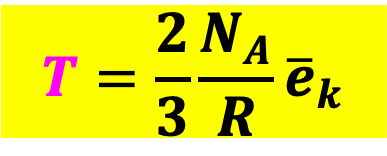 T = 2/3 N_A/R ē_k